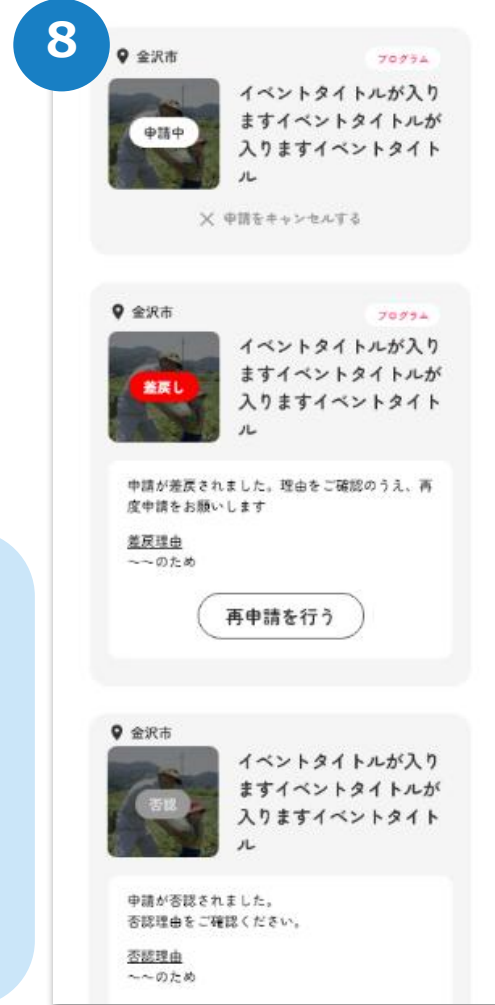 8
金沢市
プログラム
申請中
イベントタイトルが入り
ますイベントタイトルが
入りますイベントタイト
ル
× 申請をキャンセルする
金沢市
プログラム
差戻し
イベントタイトルが入り
ますイベントタイトルが
入りますイベントタイト
ル
申請が差戻されました。理由をご確認のうえ、再
度申請をお願いします
差戻理由
～～のため
再申請を行う
金沢市
否認
イベントタイトルが入り
ますイベントタイトルが
入りますイベントタイト
ル
申請が否認されました。
否認理由をご確認ください。
否認理由
～～のため